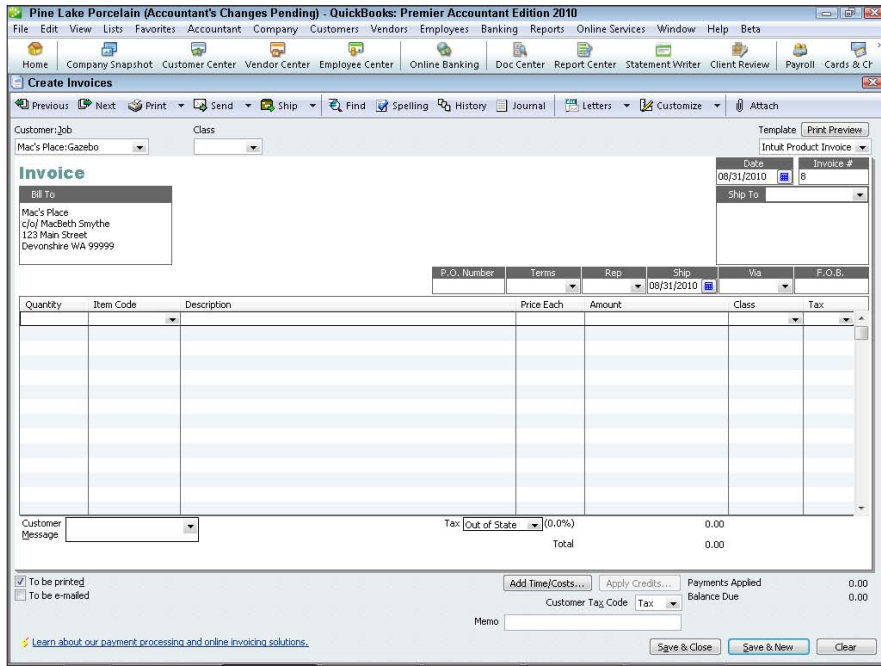 Pine Lake Porcelain (Accountant's Changes Pending) - QuickBooks: Premier Accountant Edition 2010
File Edit View Lists Favorites Accountant Company Customers Vendors Employees Banking Reports Online Services Window Help Beta
Home Company Snapshot Customer Center Vendor Center Employee Center Online Banking Doc Center Report Center Statement Writer Client Review Payroll Cards & Ch
Create Invoices
Previous Next Print Send Ship Find Spelling History Journal Letters Customize Attach
Customer:Job Class Template Print Preview
Mac's Place:Gazebo Intuit Product Invoice
Invoice
Date Invoice #
08/31/2010 8
Bill To Ship To
Mac's Place
c/o/ MacBeth Smythe
123 Main Street
Devonshire WA 99999
P.O. Number Terms Rep Ship Via F.O.B.
08/31/2010
Quantity Item Code Description Price Each Amount Class Tax
Customer Message
Tax Out of State (0.0%) 0.00
Total 0.00
To be printed
To be e-mailed
Add Time/Costs... Apply Credits... Payments Applied 0.00
Customer Tax Code Tax Balance Due 0.00
Memo
Learn about our payment processing and online invoicing solutions.
Save & Close Save & New Clear